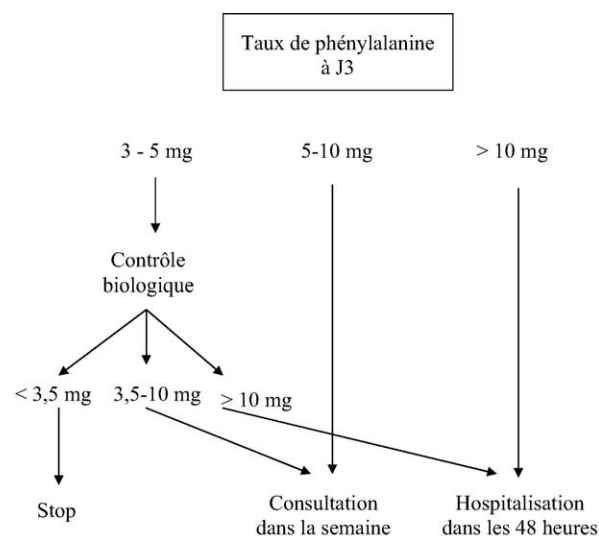 Taux de phénylalanine
à J3
3 - 5 mg
5-10 mg
> 10 mg
Contrôle
biologique
< 3,5 mg
3,5-10 mg
> 10 mg
Stop
Consultation
dans la semaine
Hospitalisation
dans les 48 heures